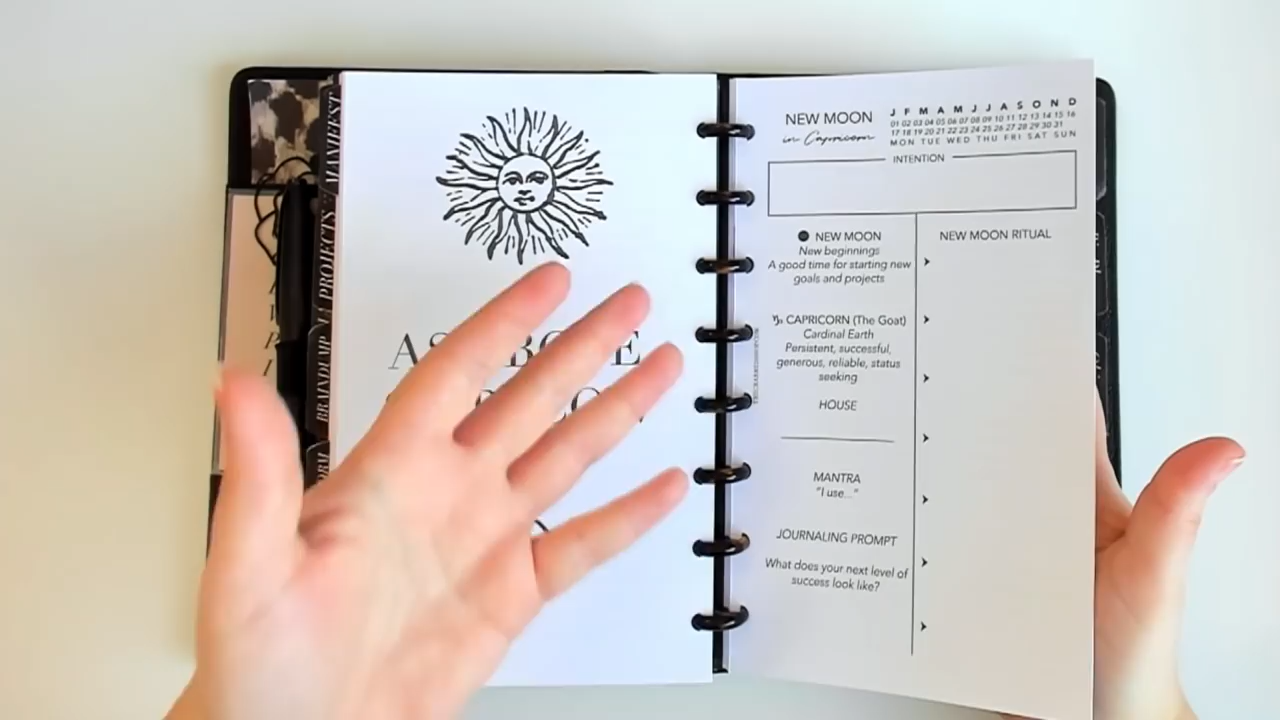 MANIFEST
PROJECTS
BRAINDUMP
NEW MOON
in Capricorn
J F M A M J J A S O N D
01 02 03 04 05 06 07 08 09 10 11 12 13 14 15 16
17 18 19 20 21 22 23 24 25 26 27 28 29 30 31
MON TUE WED THU FRI SAT SUN
INTENTION
NEW MOON
New beginnings
A good time for starting new
goals and projects
♑ CAPRICORN (The Goat)
Cardinal Earth
Persistent, successful,
generous, reliable, status
seeking
HOUSE
MANTRA
"I use..."
JOURNALING PROMPT
What does your next level of
success look like?
NEW MOON RITUAL